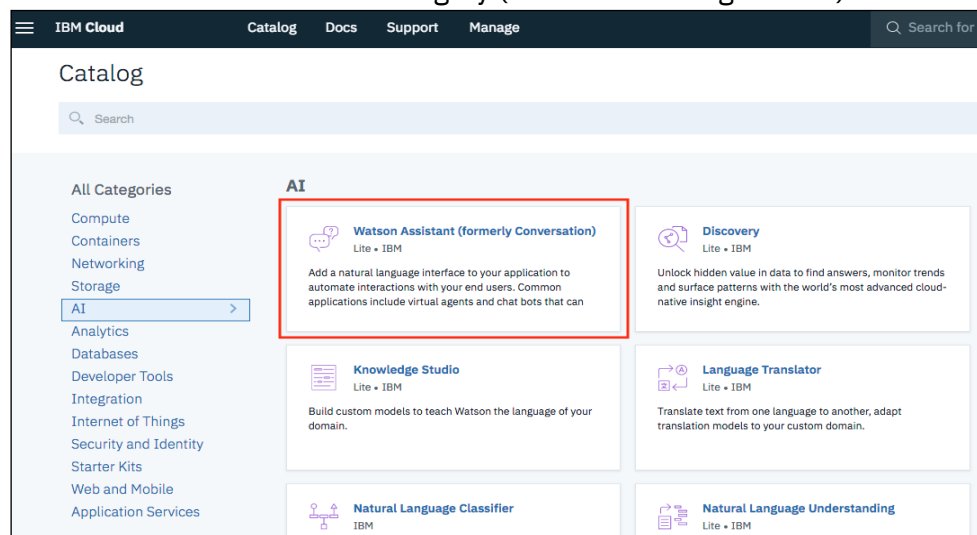 IBM Cloud Catalog Docs Support Manage Search for
Catalog
Search
All Categories
Compute
Containers
Networking
Storage
AI
Analytics
Databases
Developer Tools
Integration
Internet of Things
Security and Identity
Starter Kits
Web and Mobile
Application Services
AI
Watson Assistant (formerly Conversation)
Lite • IBM
Add a natural language interface to your application to
automate interactions with your end users. Common
applications include virtual agents and chat bots that can
Discovery
Lite • IBM
Unlock hidden value in data to find answers, monitor trends
and surface patterns with the world's most advanced cloud-
native insight engine.
Knowledge Studio
Lite • IBM
Build custom models to teach Watson the language of your
domain.
Language Translator
Lite • IBM
Translate text from one language to another, adapt
translation models to your custom domain.
Natural Language Classifier
IBM
Natural Language Understanding
Lite • IBM